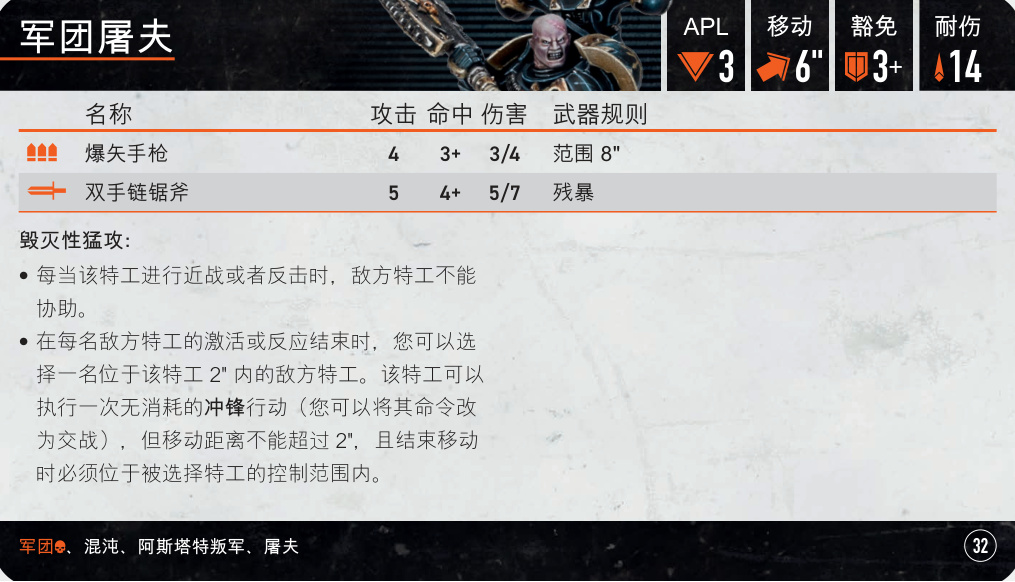 军团屠夫
APL 移动 豁免 耐伤
3 6" 3+ 14
名称 攻击 命中 伤害 武器规则
爆矢手枪 4 3+ 3/4 范围 8"
双手链锯斧 5 4+ 5/7 残暴
毁灭性猛攻:
• 每当该特工进行近战或者反击时，敌方特工不能
协助。
• 在每名敌方特工的激活或反应结束时，您可以选
择一名位于该特工 2" 内的敌方特工。该特工可以
执行一次无消耗的冲锋行动（您可以将其命令改
为交战），但移动距离不能超过 2"，且结束移动
时必须位于被选择特工的控制范围内。
军团、混沌、阿斯塔特叛军、屠夫
32